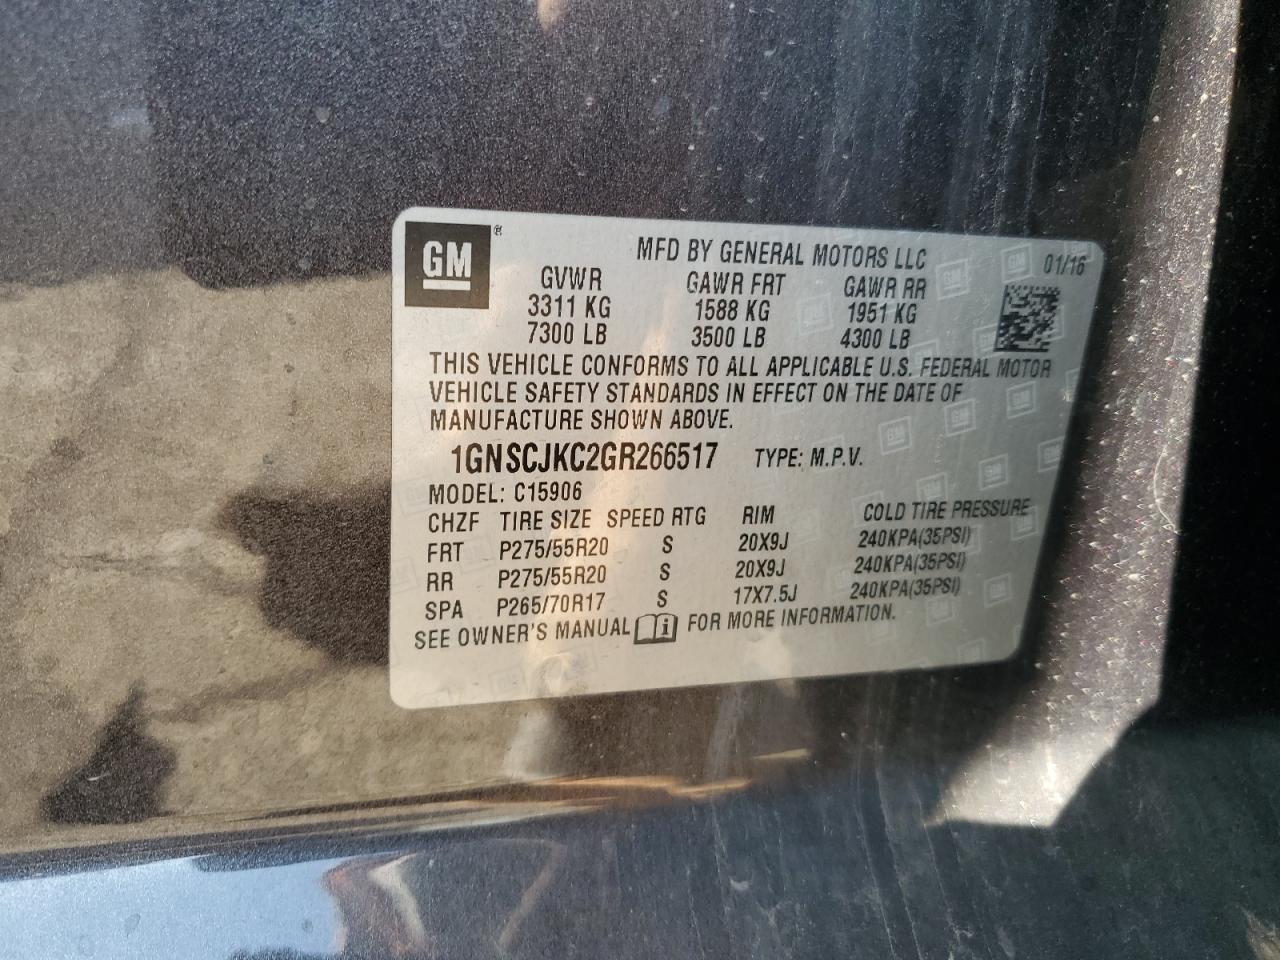 GM ®
MFD BY GENERAL MOTORS LLC 01/16
GVWR GAWR FRT GAWR RR
3311 KG 1588 KG 1951 KG
7300 LB 3500 LB 4300 LB
THIS VEHICLE CONFORMS TO ALL APPLICABLE U.S. FEDERAL MOTOR
VEHICLE SAFETY STANDARDS IN EFFECT ON THE DATE OF
MANUFACTURE SHOWN ABOVE.
1GNSCJKC2GR266517 TYPE: M.P.V.
MODEL: C15906
CHZF TIRE SIZE SPEED RTG RIM COLD TIRE PRESSURE
FRT P275/55R20 S 20X9J 240KPA(35PSI)
RR P275/55R20 S 20X9J 240KPA(35PSI)
SPA P265/70R17 S 17X7.5J 240KPA(35PSI)
SEE OWNER'S MANUAL i FOR MORE INFORMATION.